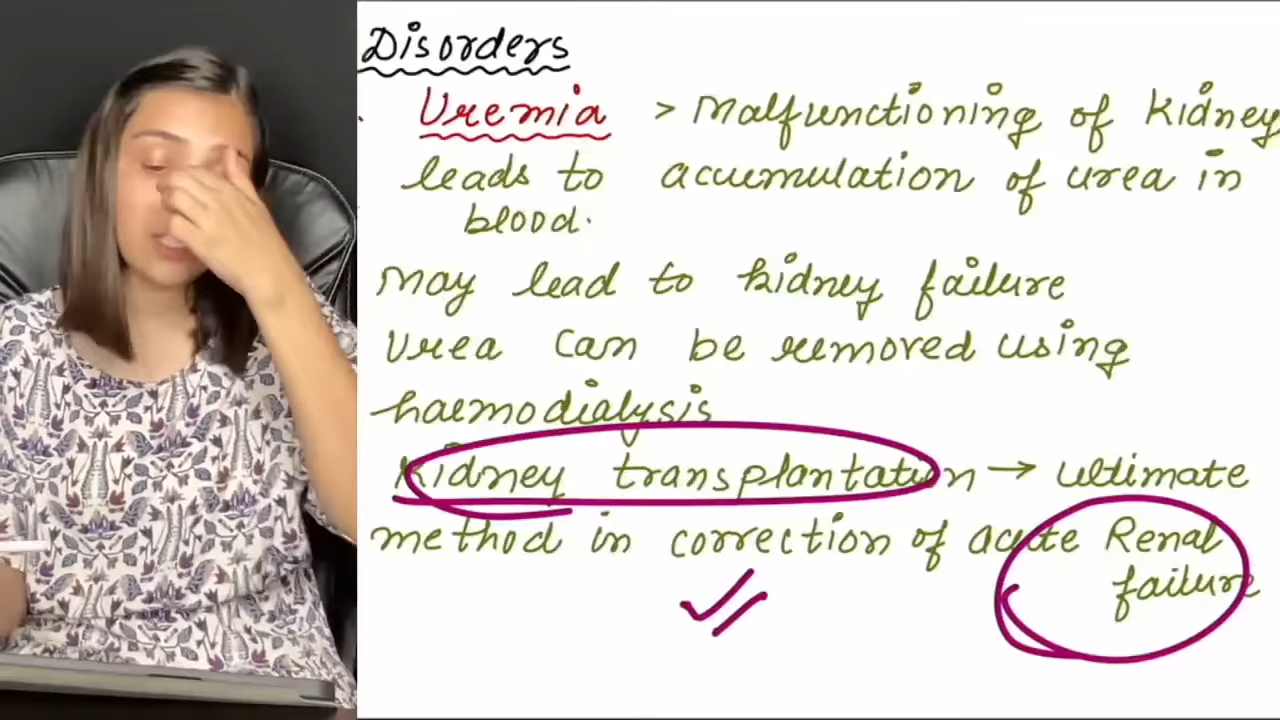 Disorders
Uremia > Malfunctioning of kidney
leads to acumulation of urea in
blood.
May lead to kidney failure
Urea can be removed using
haemodialysis
kidney transplantation → ultimate
method in correction of acute Renal
failure